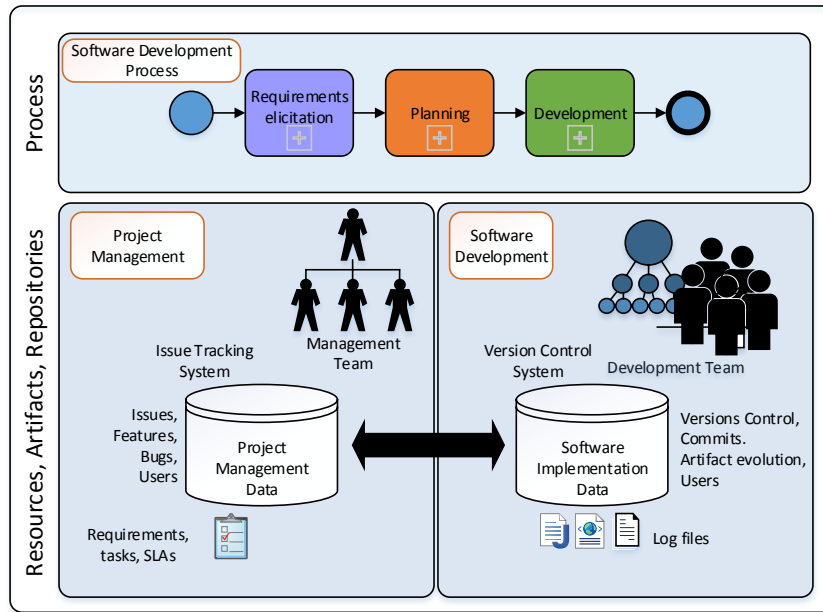 Process
Software Development
Process
Requirements
elicitation
Planning
Development
Resources, Artifacts, Repositories
Project
Management
Management
Team
Issue Tracking
System
Issues,
Features,
Bugs,
Users
Project
Management
Data
Requirements,
tasks, SLAs
Software
Development
Development Team
Version Control
System
Software
Implementation
Data
Versions Control,
Commits.
Artifact evolution,
Users
Log files